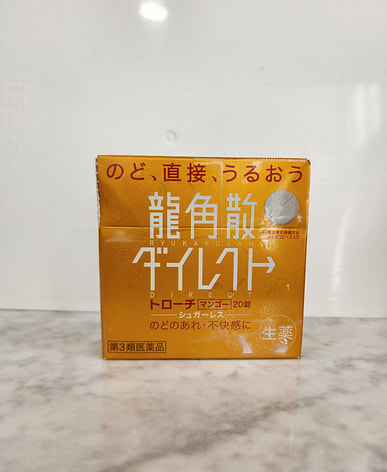 のど、直接、うるおう
龍角散
RYUKAKUSAN
ダイレクト
DIRECT
トローチ マンゴー 20錠
シュガーレス
のどのあれ・不快感に
生薬
第3類医薬品